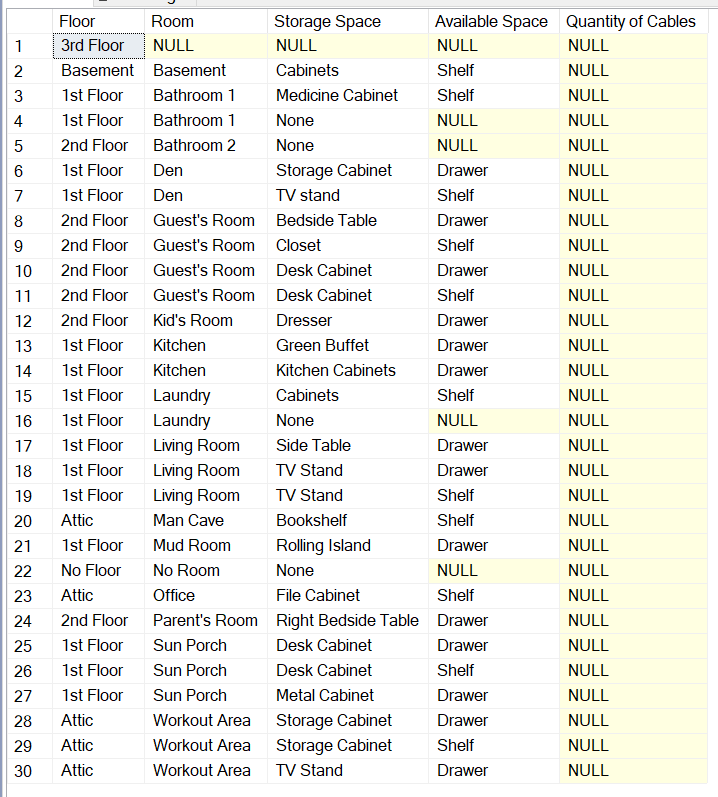 Floor Room Storage Space Available Space Quantity of Cables
1 3rd Floor NULL NULL NULL NULL
2 Basement Basement Cabinets Shelf NULL
3 1st Floor Bathroom 1 Medicine Cabinet Shelf NULL
4 1st Floor Bathroom 1 None NULL NULL
5 2nd Floor Bathroom 2 None NULL NULL
6 1st Floor Den Storage Cabinet Drawer NULL
7 1st Floor Den TV stand Shelf NULL
8 2nd Floor Guest's Room Bedside Table Drawer NULL
9 2nd Floor Guest's Room Closet Shelf NULL
10 2nd Floor Guest's Room Desk Cabinet Drawer NULL
11 2nd Floor Guest's Room Desk Cabinet Shelf NULL
12 2nd Floor Kid's Room Dresser Drawer NULL
13 1st Floor Kitchen Green Buffet Drawer NULL
14 1st Floor Kitchen Kitchen Cabinets Drawer NULL
15 1st Floor Laundry Cabinets Shelf NULL
16 1st Floor Laundry None NULL NULL
17 1st Floor Living Room Side Table Drawer NULL
18 1st Floor Living Room TV Stand Drawer NULL
19 1st Floor Living Room TV Stand Shelf NULL
20 Attic Man Cave Bookshelf Shelf NULL
21 1st Floor Mud Room Rolling Island Drawer NULL
22 No Floor No Room None NULL NULL
23 Attic Office File Cabinet Shelf NULL
24 2nd Floor Parent's Room Right Bedside Table Drawer NULL
25 1st Floor Sun Porch Desk Cabinet Drawer NULL
26 1st Floor Sun Porch Desk Cabinet Shelf NULL
27 1st Floor Sun Porch Metal Cabinet Drawer NULL
28 Attic Workout Area Storage Cabinet Drawer NULL
29 Attic Workout Area Storage Cabinet Shelf NULL
30 Attic Workout Area TV Stand Drawer NULL